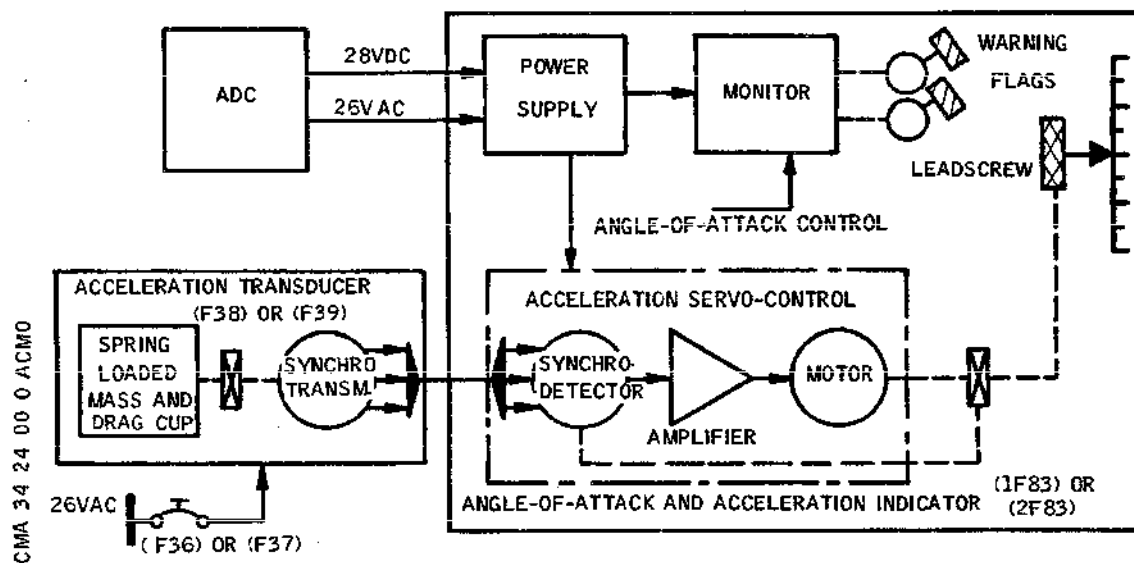 ADC
28VDC
26VAC
POWER
SUPPLY
MONITOR
WARNING
FLAGS
LEADSCREW
ANGLE-OF-ATTACK CONTROL
ACCELERATION TRANSDUCER
(F38) OR (F39)
SPRING
LOADED
MASS AND
DRAG CUP
SYNCHRO
TRANSM.
ACCELERATION SERVO-CONTROL
SYNCHRO-
DETECTOR
AMPLIFIER
MOTOR
ANGLE-OF-ATTACK AND ACCELERATION INDICATOR
(1F83) OR
(2F83)
26VAC
(F36) OR (F37)
CMA 34 24 00 0 ACMO